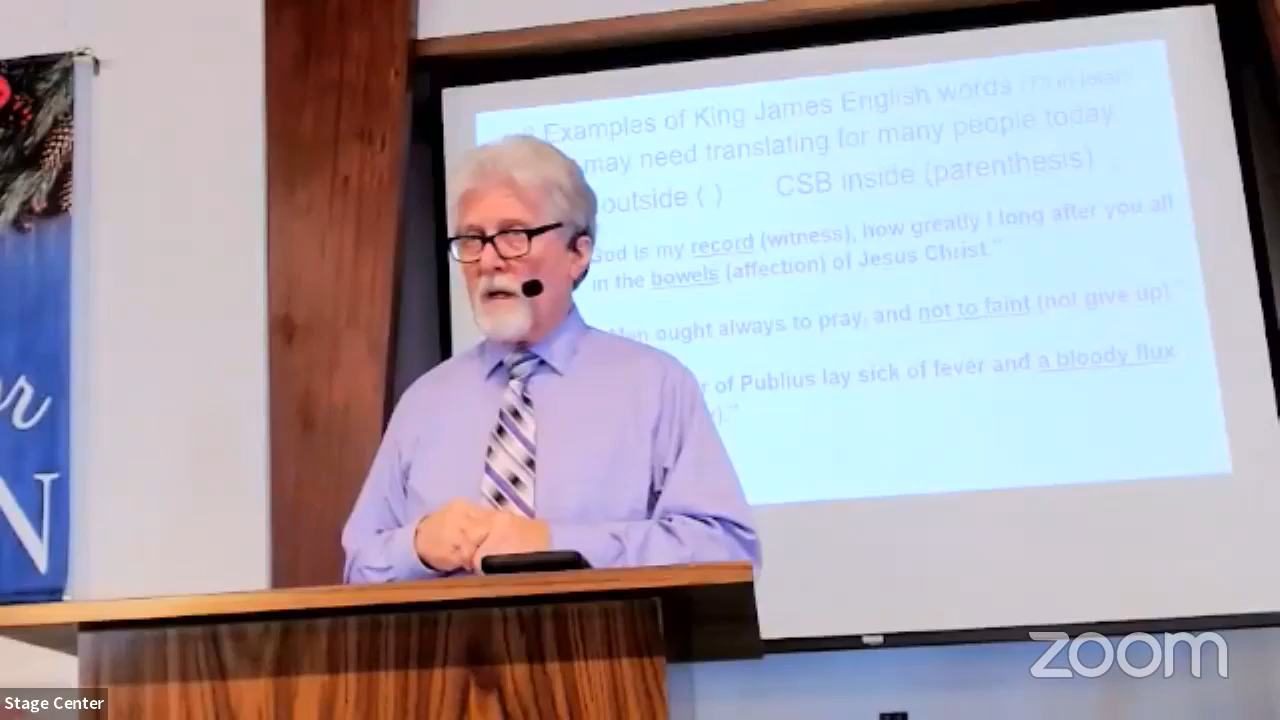 Examples of King James English words
may need translating for many people today
outside ( ) CSB inside (parenthesis)
God is my record (witness), how greatly I long after you all
in the bowels (affection) of Jesus Christ."
Men ought always to pray, and not to faint (not give up)."
of Publius lay sick of fever and a bloody flux
N
zoom
Stage Center